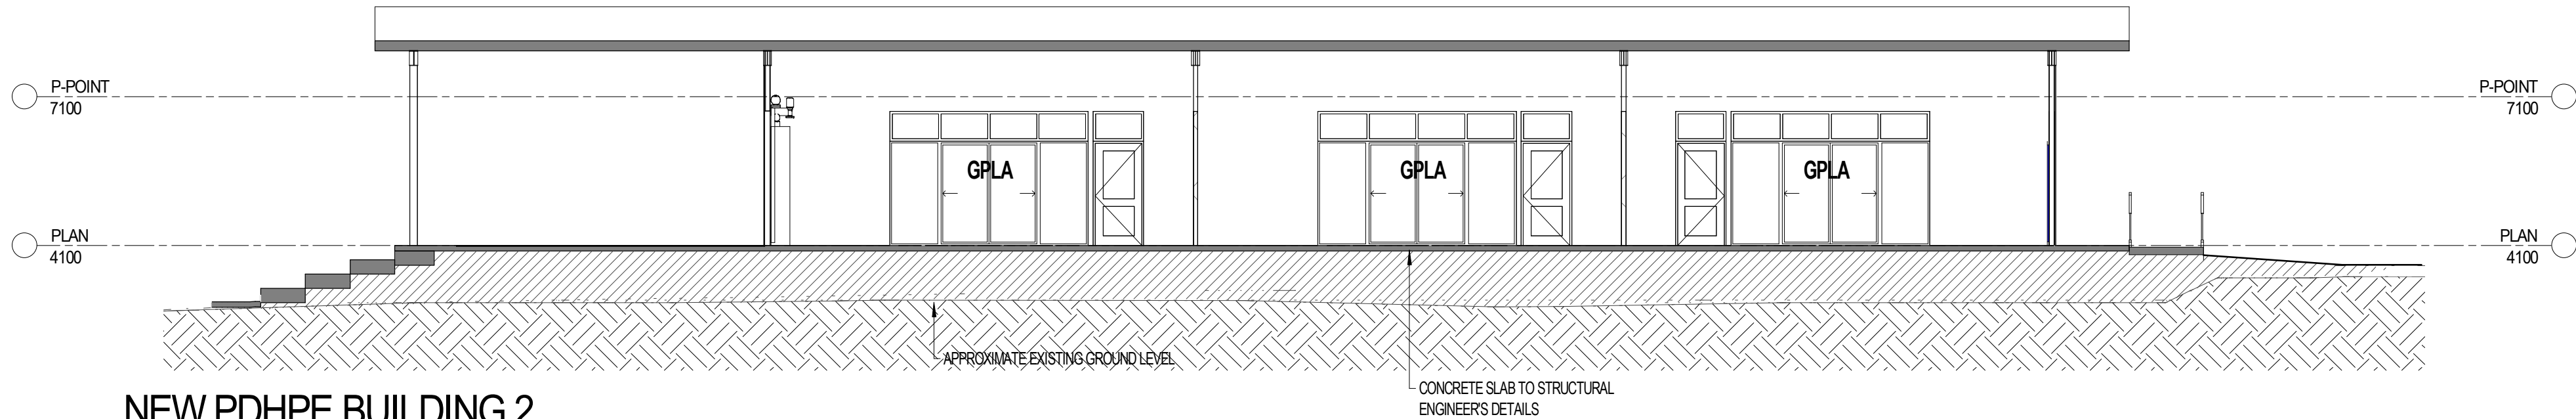 P-POINT
7100
P-POINT
7100
GPLA
GPLA
GPLA
PLAN
4100
PLAN
4100
APPROXIMATE EXISTING GROUND LEVEL
CONCRETE SLAB TO STRUCTURAL
ENGINEER'S DETAILS
NEW PDHPE BUILDING 2